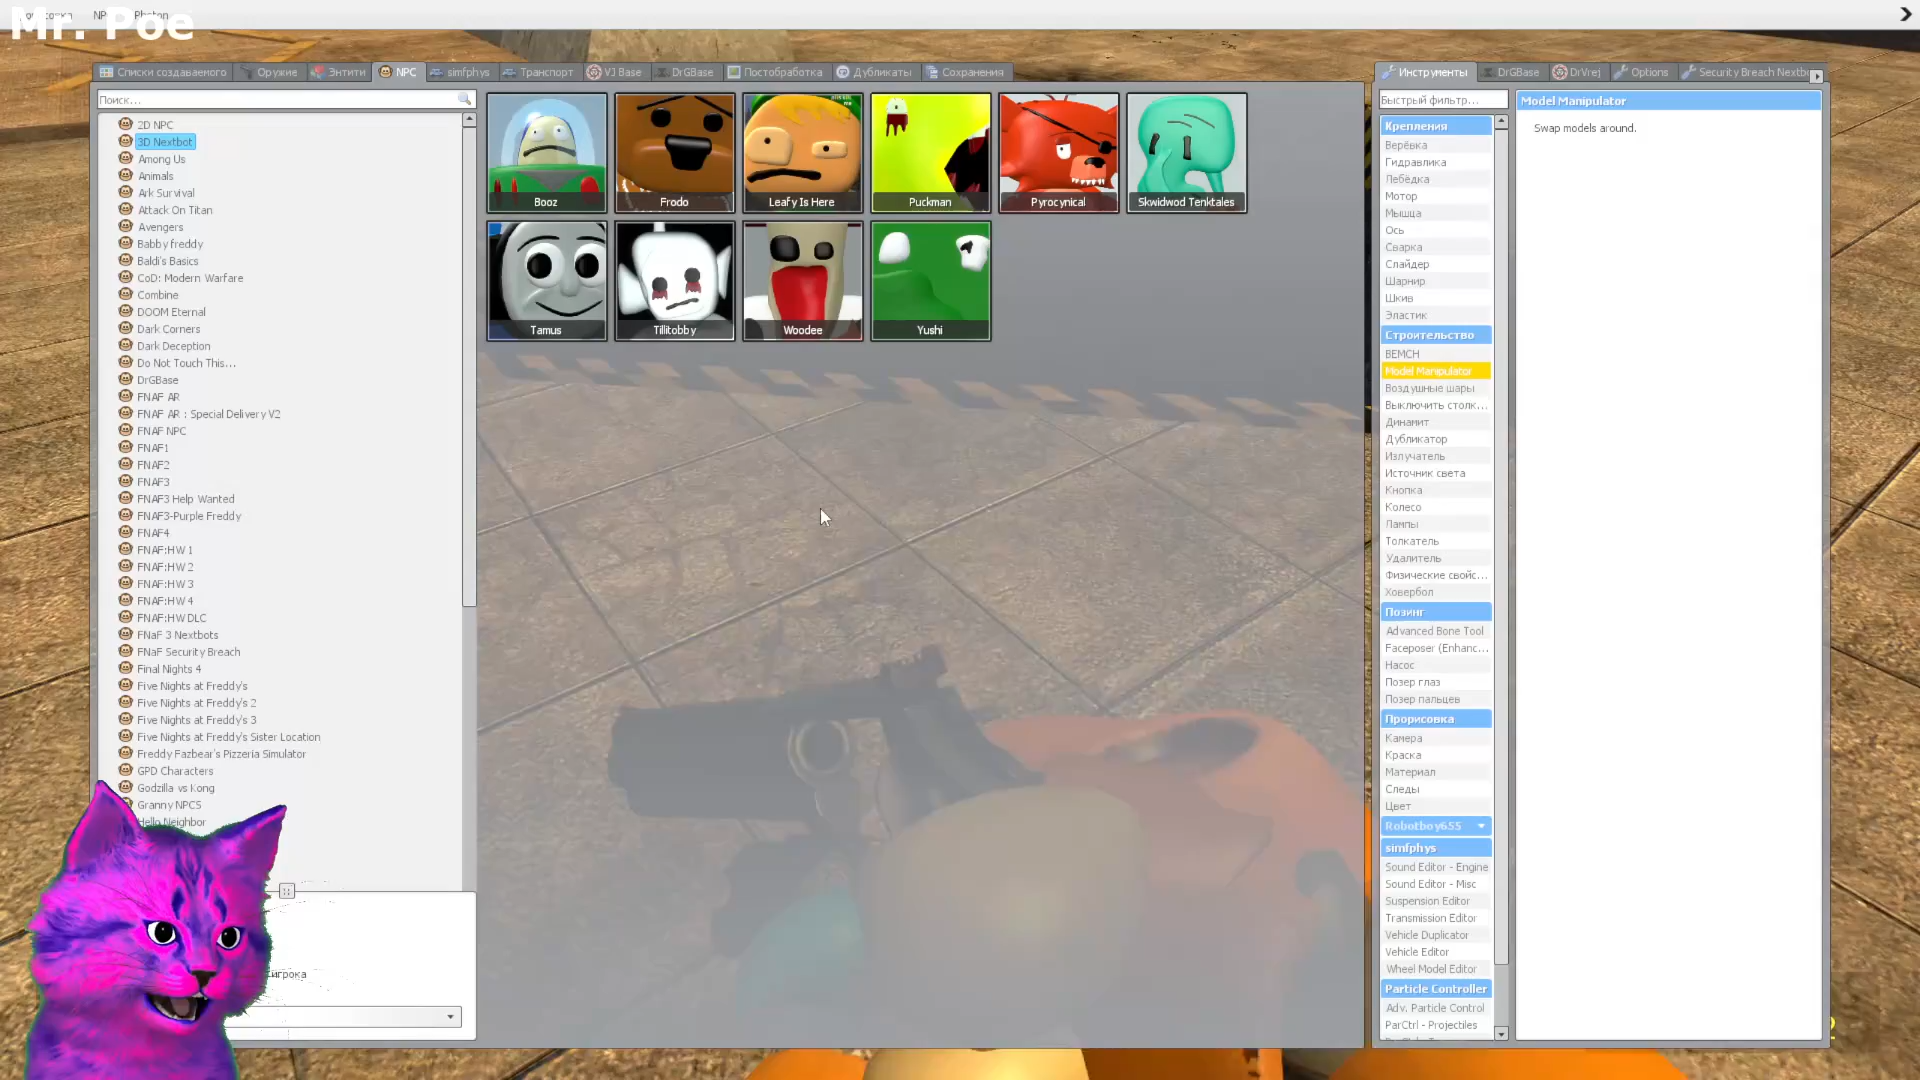 Mr. Poe
Photon
Списки создаваемого
Оружие
Энтити
NPC
simfphys
Транспорт
VJ Base
DrGBase
Постобработка
Дубликаты
Сохранения
Поиск...
2D NPC
3D Nextbot
Among Us
Animals
Ark Survival
Attack On Titan
Avengers
Babby freddy
Baldi's Basics
CoD: Modern Warfare
Combine
DOOM Eternal
Dark Corners
Dark Deception
Do Not Touch This...
DrGBase
FNAF AR
FNAF AR : Special Delivery V2
FNAF NPC
FNAF1
FNAF2
FNAF3
FNAF3 Help Wanted
FNAF3-Purple Freddy
FNAF4
FNAF:HW 1
FNAF:HW 2
FNAF:HW 3
FNAF:HW 4
FNAF:HW DLC
FNaF 3 Nextbots
FNaF Security Breach
Final Nights 4
Five Nights at Freddy's
Five Nights at Freddy's 2
Five Nights at Freddy's 3
Five Nights at Freddy's Sister Location
Freddy Fazbear's Pizzeria Simulator
GPD Characters
Godzilla vs Kong
Granny NPCS
Hello Neighbor
игрока
Booz
Frodo
Leafy Is Here
Puckman
Pyrocynical
Skwidwod Tenktales
Tamus
Tillitobby
Woodee
Yushi
Инструменты
DrGBase
DrVrej
Options
Security Breach Nextbo
Быстрый фильтр...
Крепления
Верёвка
Гидравлика
Лебёдка
Мотор
Мышца
Ось
Сварка
Слайдер
Шарнир
Шкив
Эластик
Строительство
BEMCH
Model Manipulator
Воздушные шары
Выключить столк...
Динамит
Дубликатор
Излучатель
Источник света
Кнопка
Колесо
Лампы
Толкатель
Удалитель
Физические свойс...
Ховербол
Позинг
Advanced Bone Tool
Faceposer (Enhanc...
Насос
Позер глаз
Позер пальцев
Прорисовка
Камера
Краска
Материал
Следы
Цвет
Robotboy655
simfphys
Sound Editor - Engine
Sound Editor - Misc
Suspension Editor
Transmission Editor
Vehicle Duplicator
Vehicle Editor
Wheel Model Editor
Particle Controller
Adv. Particle Control
ParCtrl - Projectiles
Model Manipulator
Swap models around.